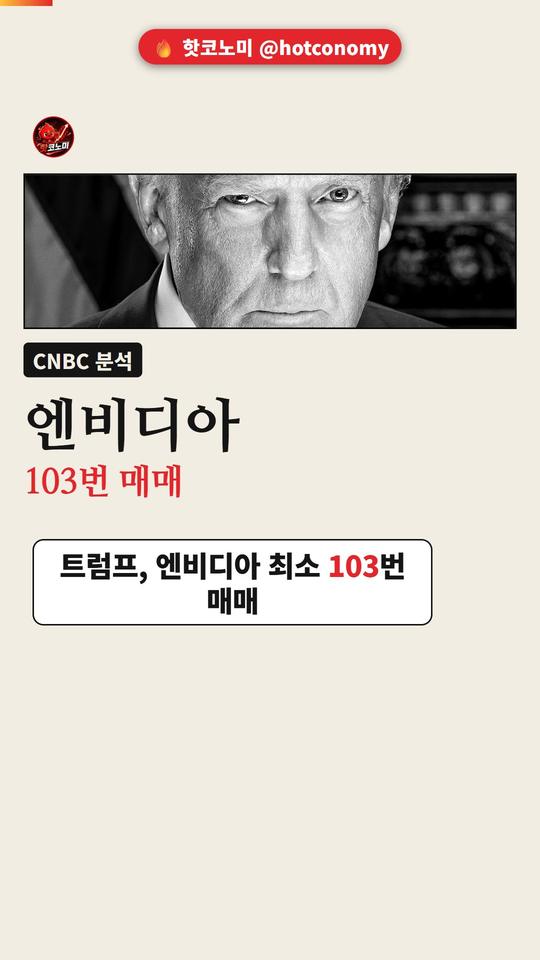 핫코노미 @hotconomy
핫코노미
CNBC 분석
엔비디아
103번 매매
트럼프, 엔비디아 최소 103번
매매